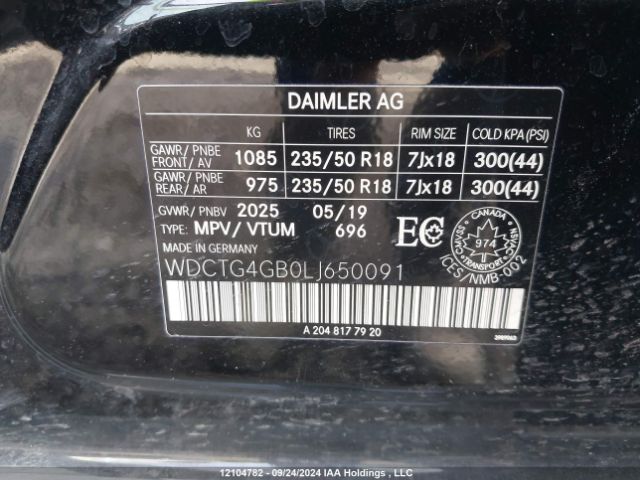 DAIMLER AG
KG TIRES RIM SIZE COLD KPA (PSI)
GAWR/ PNBE FRONT/ AV 1085 235/50 R18 7Jx18 300(44)
GAWR/ PNBE REAR/ AR 975 235/50 R18 7Jx18 300(44)
GVWR/ PNBV 2025 05/19
TYPE: MPV/ VTUM 696
EC
CANADA
974
NSVAC
SVMCC
ICES/NMB-002
MADE IN GERMANY
WDCTG4GB0LJ650091
A 204 817 79 20
12104782 - 09/24/2024 IAA Holdings , LLC